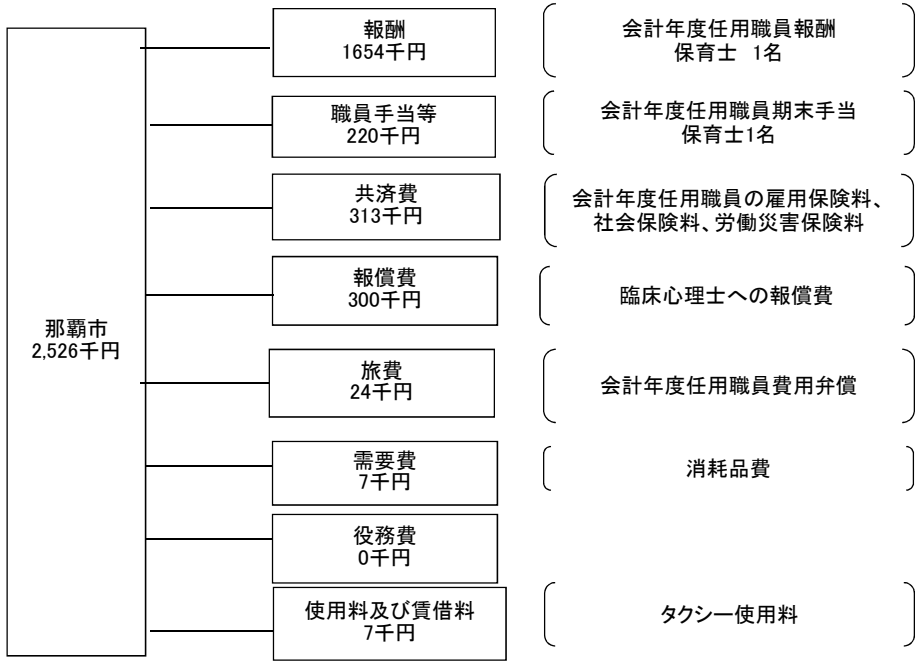 那覇市
2,526千円
報酬
1654千円
会計年度任用職員報酬
保育士 1名
職員手当等
220千円
会計年度任用職員期末手当
保育士1名
共済費
313千円
会計年度任用職員の雇用保険料、
社会保険料、労働災害保険料
報償費
300千円
臨床心理士への報償費
旅費
24千円
会計年度任用職員費用弁償
需要費
7千円
消耗品費
役務費
0千円
使用料及び賃借料
7千円
タクシー使用料